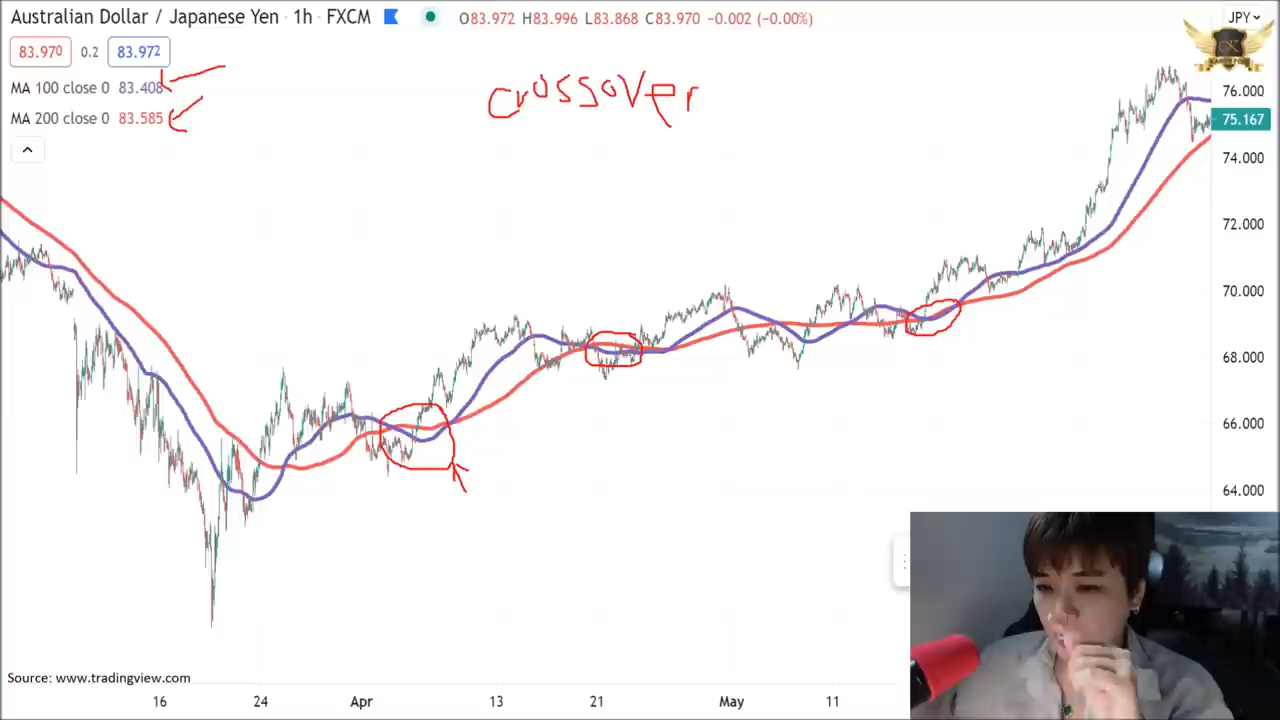 Australian Dollar / Japanese Yen · 1h · FXCM
O83.972 H83.996 L83.868 C83.970 −0.002 (−0.00%)
JPY
83.970 0.2 83.972
MA 100 close 0 83.408
MA 200 close 0 83.585
crossover
76.000
75.167
74.000
72.000
70.000
68.000
66.000
64.000
Source: www.tradingview.com
16 24 Apr 13 21 May 11